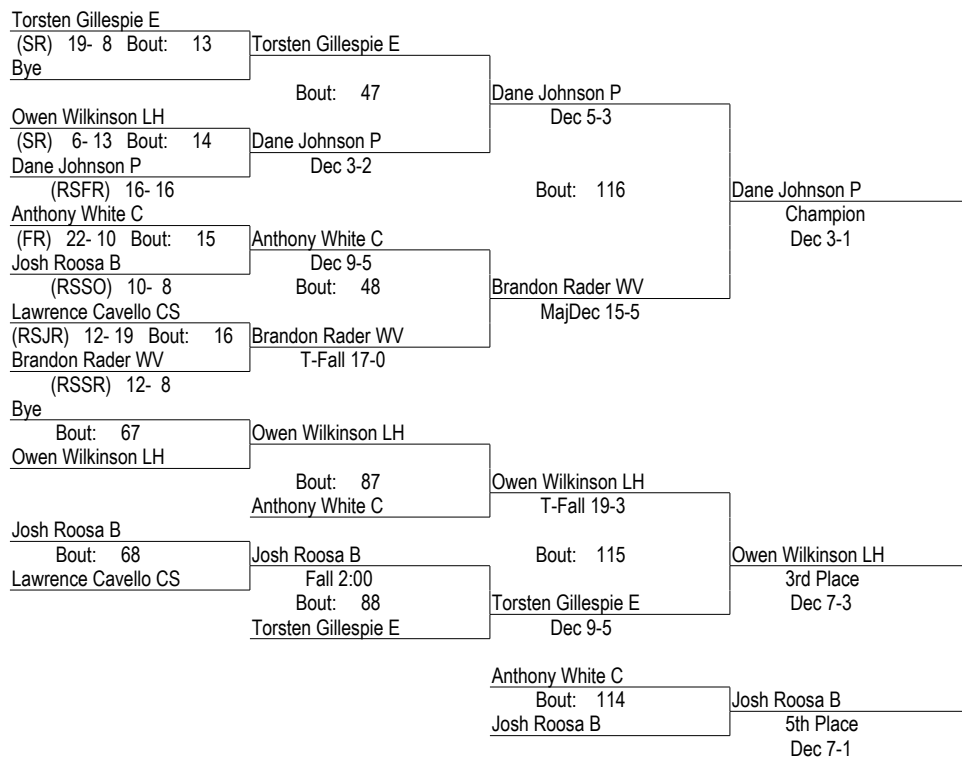 Torsten Gillespie E
(SR) 19- 8 Bout: 13
Bye
Torsten Gillespie E
Bout: 47
Owen Wilkinson LH
(SR) 6- 13 Bout: 14
Dane Johnson P
(RSFR) 16- 16
Dane Johnson P
Dec 3-2
Dane Johnson P
Dec 5-3
Bout: 116
Dane Johnson P
Champion
Dec 3-1
Anthony White C
(FR) 22- 10 Bout: 15
Josh Roosa B
(RSSO) 10- 8
Anthony White C
Dec 9-5
Bout: 48
Lawrence Cavello CS
(RSJR) 12- 19 Bout: 16
Brandon Rader WV
(RSSR) 12- 8
Brandon Rader WV
T-Fall 17-0
Brandon Rader WV
MajDec 15-5
Bye
Bout: 67
Owen Wilkinson LH
Owen Wilkinson LH
Bout: 87
Anthony White C
Owen Wilkinson LH
T-Fall 19-3
Bout: 115
Owen Wilkinson LH
3rd Place
Dec 7-3
Josh Roosa B
Bout: 68
Lawrence Cavello CS
Josh Roosa B
Fall 2:00
Bout: 88
Torsten Gillespie E
Torsten Gillespie E
Dec 9-5
Anthony White C
Bout: 114
Josh Roosa B
Josh Roosa B
5th Place
Dec 7-1